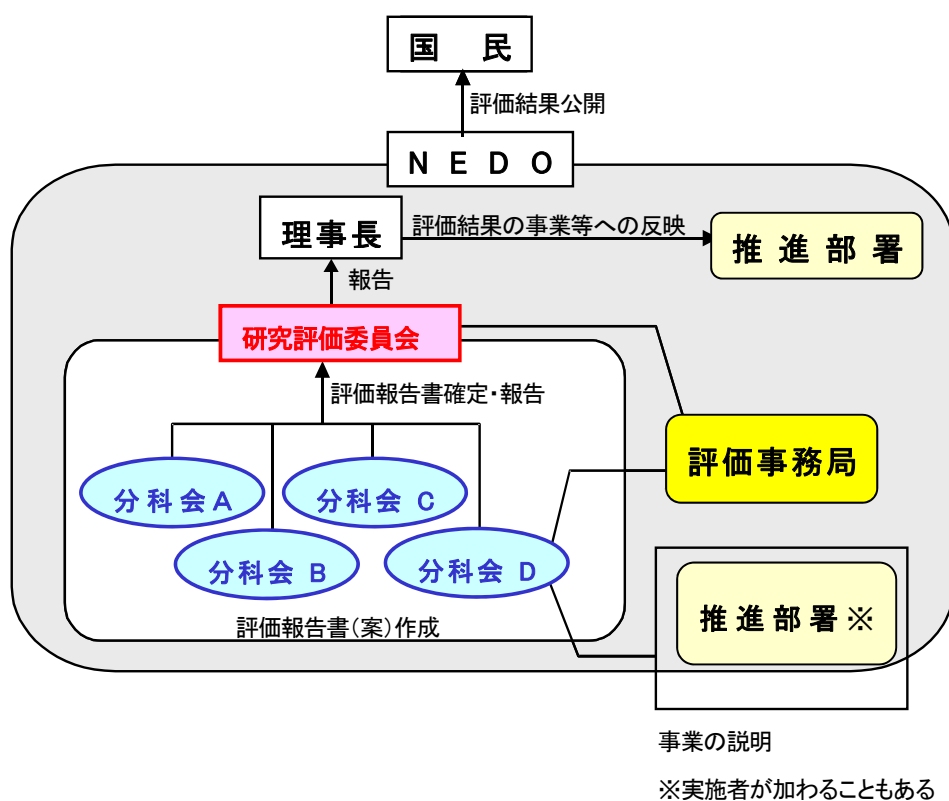 国 民
評価結果公開
N E D O
理事長
評価結果の事業等への反映
推 進 部 署
報告
研究評価委員会
評価報告書確定・報告
評価事務局
分科会A
分科会 C
分科会 B
分科会 D
推進部署※
評価報告書(案)作成
事業の説明
※実施者が加わることもある